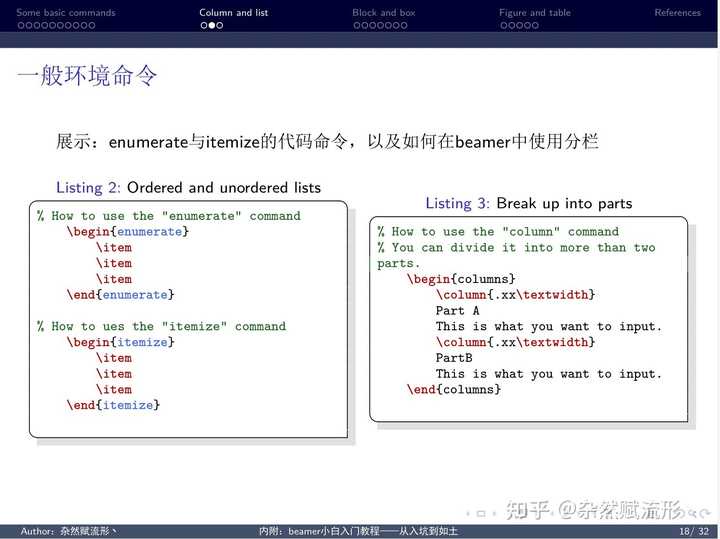 Some basic commands
Column and list
Block and box
Figure and table
References
一般环境命令
展示：enumerate与itemize的代码命令，以及如何在beamer中使用分栏
Listing 2: Ordered and unordered lists
% How to use the "enumerate" command
\begin{enumerate}
\item
\item
\item
\end{enumerate}
% How to ues the "itemize" command
\begin{itemize}
\item
\item
\item
\end{itemize}
Listing 3: Break up into parts
% How to use the "column" command
% You can divide it into more than two
parts.
\begin{columns}
\column{.xx\textwidth}
Part A
This is what you want to input.
\column{.xx\textwidth}
PartB
This is what you want to input.
\end{columns}
知乎 @杂然赋流形丶
Author：杂然赋流形丶
内附：beamer小白入门教程——从入坑到如土
18/ 32